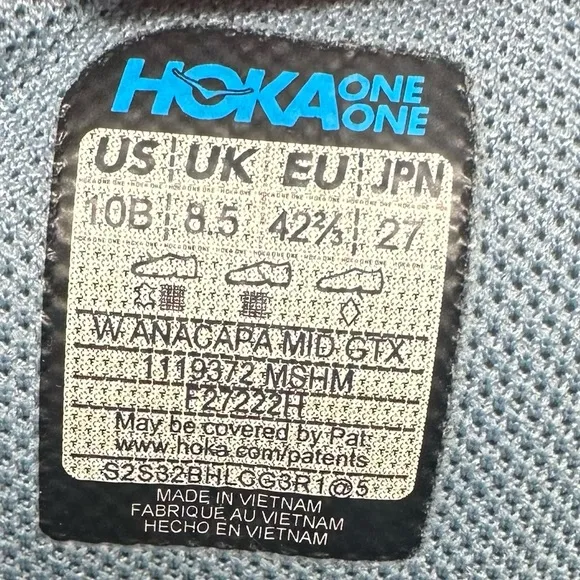 HOKA ONE ONE
US UK EU JPN
10B 8.5 42⅔ 27
W ANACAPA MID GTX
1119372 MSHM
F27222H
May be covered by Pat:
www.hoka.com/patents
S2S32BHLCG3R1@5
MADE IN VIETNAM
FABRIQUE AU VIETNAM
HECHO EN VIETNAM